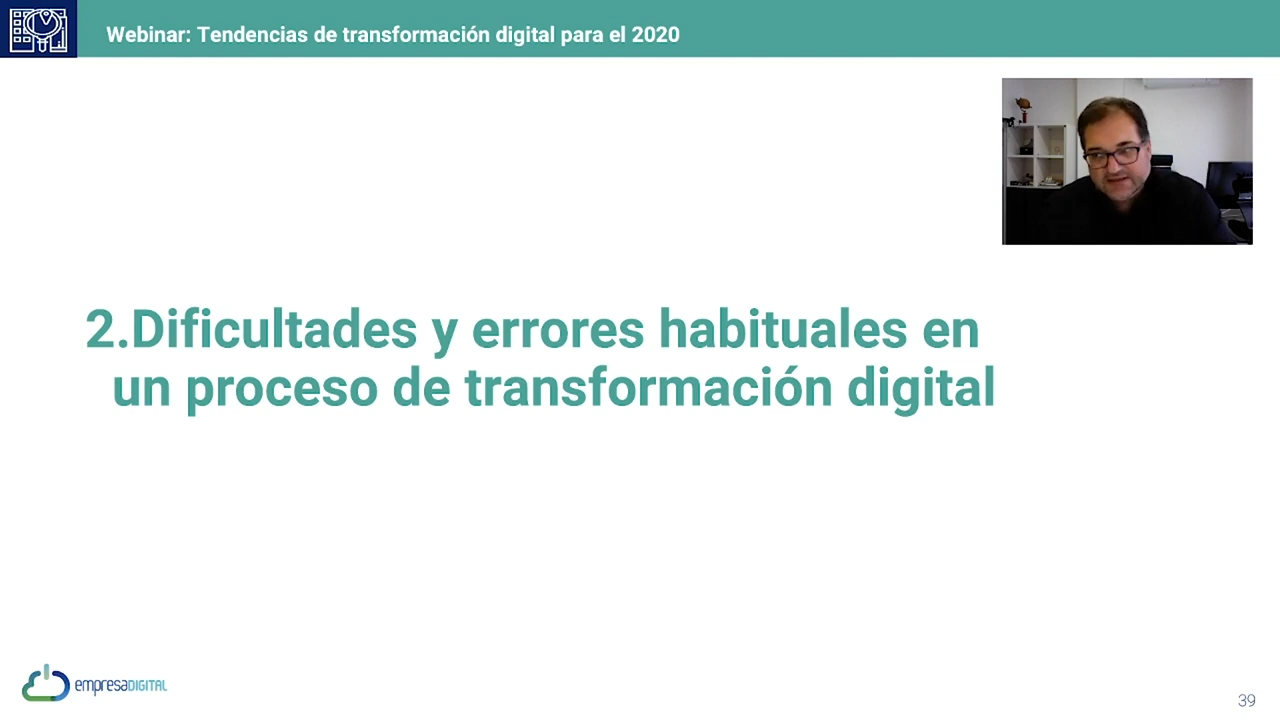 Webinar: Tendencias de transformación digital para el 2020
2.Dificultades y errores habituales en
un proceso de transformación digital
empresaDIGITAL
39